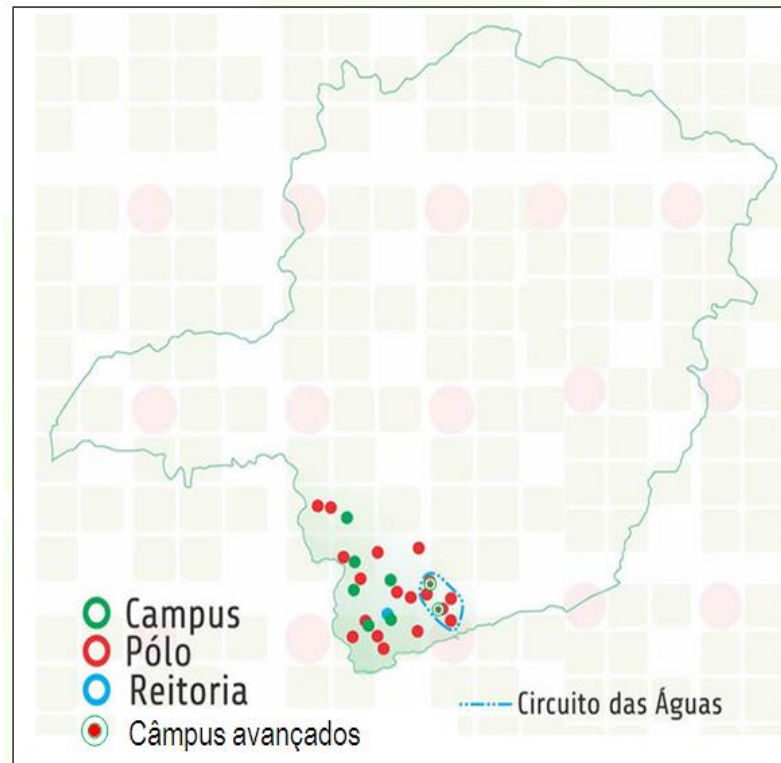 Campus
Pólo
Reitoria
Câmpus avançados
Circuito das Águas